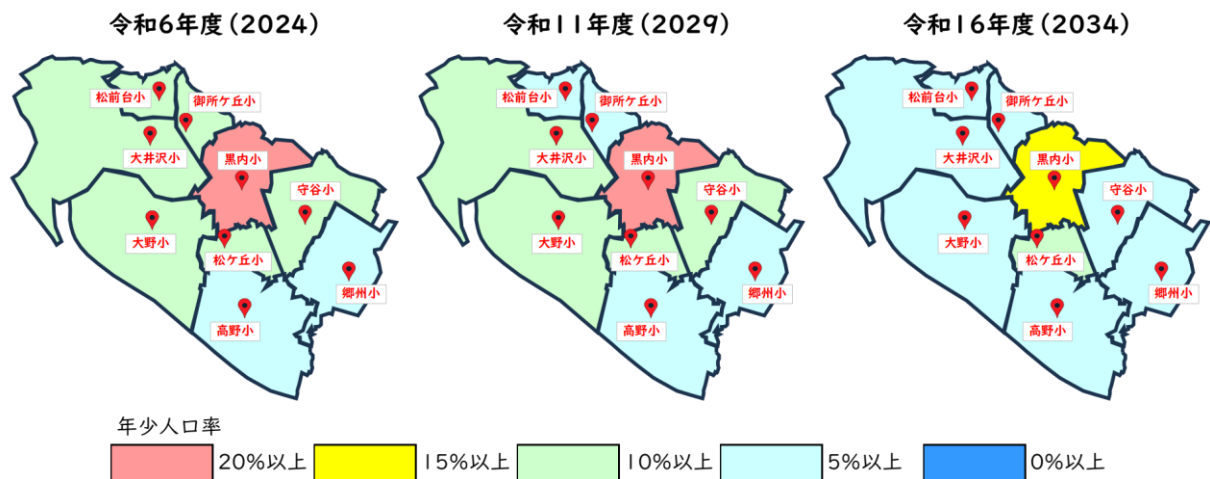 令和6年度(2024)
令和11年度(2029)
令和16年度(2034)
松前台小
御所ケ丘小
大井沢小
黒内小
守谷小
大野小
松ケ丘小
郷州小
高野小
松前台小
御所ケ丘小
大井沢小
黒内小
守谷小
大野小
松ケ丘小
郷州小
高野小
松前台小
御所ケ丘小
大井沢小
黒内小
守谷小
大野小
松ケ丘小
郷州小
高野小
年少人口率
20%以上
15%以上
10%以上
5%以上
0%以上